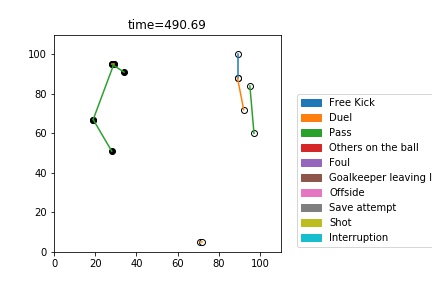 time=490.69
100
80
60
40
20
0
0
20
40
60
80
100
Free Kick
Duel
Pass
Others on the ball
Foul
Goalkeeper leaving l
Offside
Save attempt
Shot
Interruption